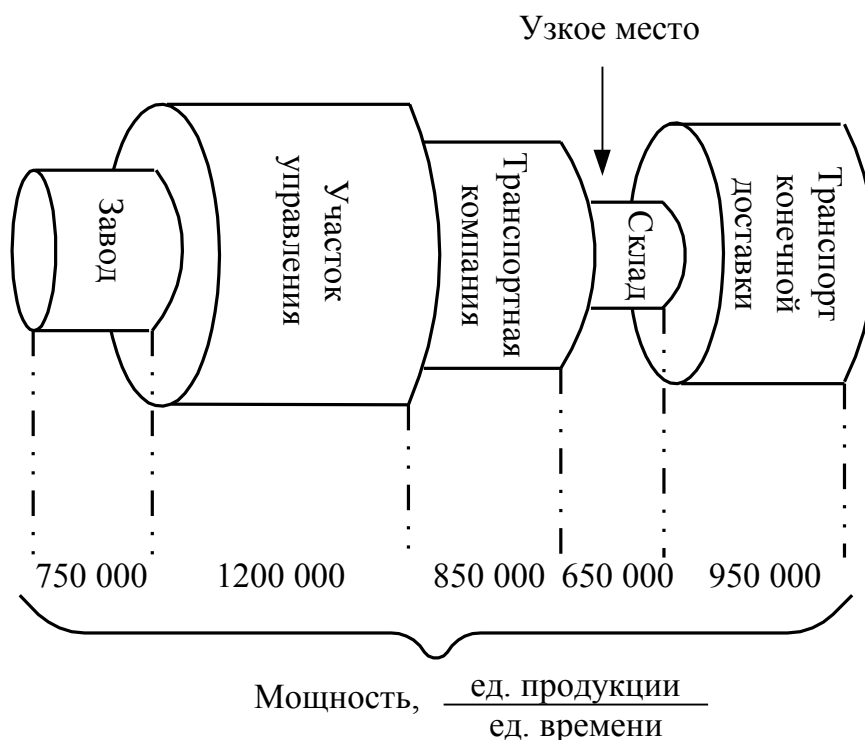 Узкое место
Завод
Участок
управления
Транспортная
компания
Склад
Транспорт
конечной
доставки
750 000
1200 000
850 000
650 000
950 000
Мощность,
ед. продукции
ед. времени